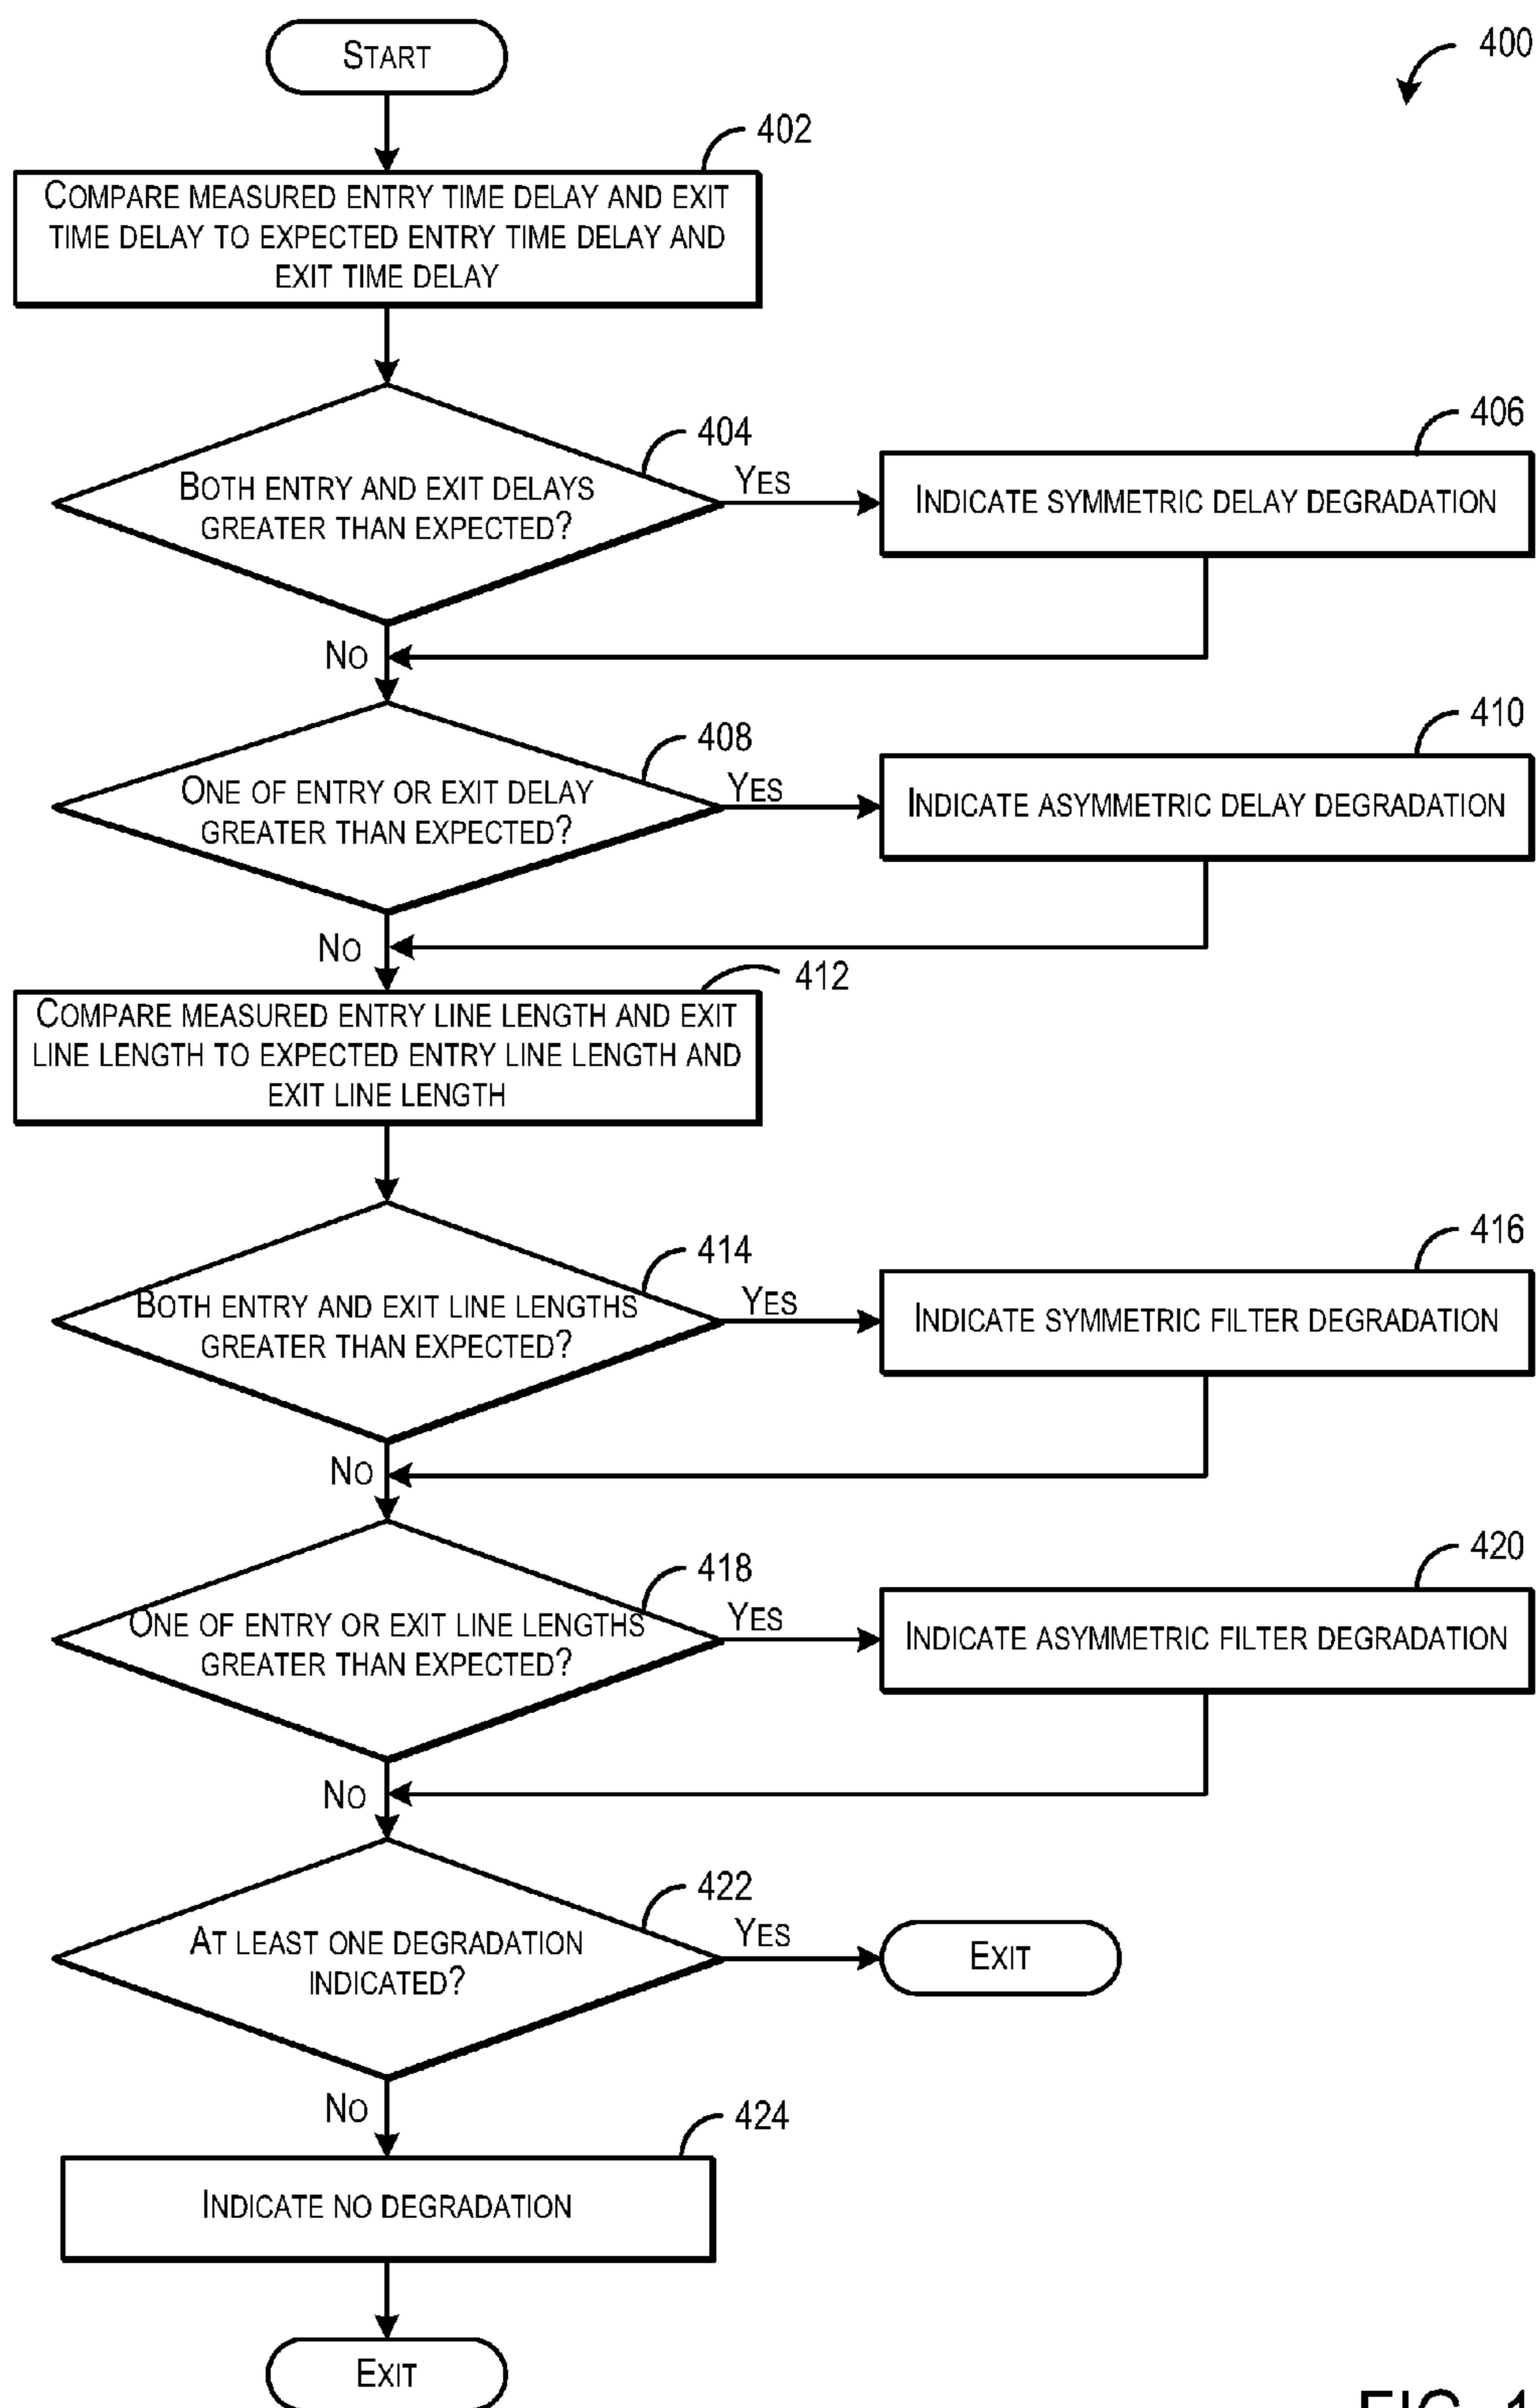 START
400
402
COMPARE MEASURED ENTRY TIME DELAY AND EXIT
TIME DELAY TO EXPECTED ENTRY TIME DELAY AND
EXIT TIME DELAY
404
BOTH ENTRY AND EXIT DELAYS
GREATER THAN EXPECTED?
YES
406
INDICATE SYMMETRIC DELAY DEGRADATION
NO
408
ONE OF ENTRY OR EXIT DELAY
GREATER THAN EXPECTED?
YES
410
INDICATE ASYMMETRIC DELAY DEGRADATION
NO
412
COMPARE MEASURED ENTRY LINE LENGTH AND EXIT
LINE LENGTH TO EXPECTED ENTRY LINE LENGTH AND
EXIT LINE LENGTH
414
BOTH ENTRY AND EXIT LINE LENGTHS
GREATER THAN EXPECTED?
YES
416
INDICATE SYMMETRIC FILTER DEGRADATION
NO
418
ONE OF ENTRY OR EXIT LINE LENGTHS
GREATER THAN EXPECTED?
YES
420
INDICATE ASYMMETRIC FILTER DEGRADATION
NO
422
AT LEAST ONE DEGRADATION
INDICATED?
YES
EXIT
NO
424
INDICATE NO DEGRADATION
EXIT
FIG.